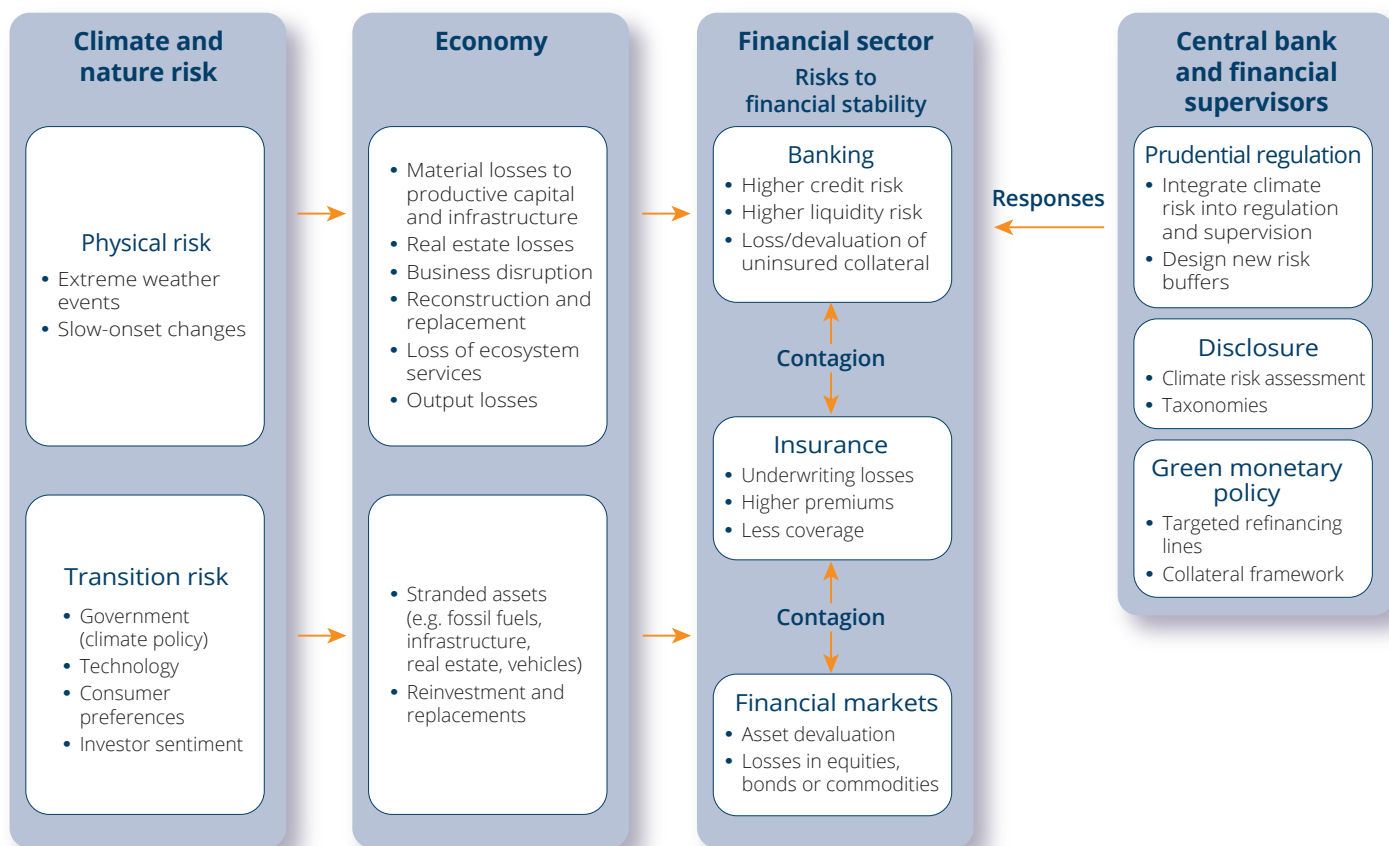 Climate and
nature risk
Physical risk
• Extreme weather
events
• Slow-onset changes
Transition risk
• Government
(climate policy)
• Technology
• Consumer
preferences
• Investor sentiment
Economy
• Material losses to
productive capital
and infrastructure
• Real estate losses
• Business disruption
• Reconstruction and
replacement
• Loss of ecosystem
services
• Output losses
• Stranded assets
(e.g. fossil fuels,
infrastructure,
real estate, vehicles)
• Reinvestment and
replacements
Financial sector
Risks to
financial stability
Banking
• Higher credit risk
• Higher liquidity risk
• Loss/devaluation of
uninsured collateral
Contagion
Insurance
• Underwriting losses
• Higher premiums
• Less coverage
Contagion
Financial markets
• Asset devaluation
• Losses in equities,
bonds or commodities
Responses
Central bank
and financial
supervisors
Prudential regulation
• Integrate climate
risk into regulation
and supervision
• Design new risk
buffers
Disclosure
• Climate risk assessment
• Taxonomies
Green monetary
policy
• Targeted refinancing
lines
• Collateral framework